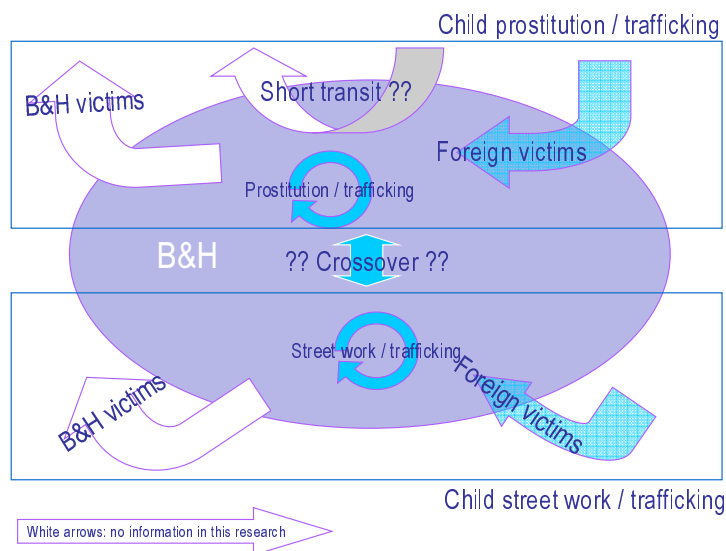 Child prostitution / trafficking
B&H victims
Short transit ??
Foreign victims
Prostitution / trafficking
B&H
?? Crossover ??
Street work / trafficking
B&H victims
Foreign victims
Child street work / trafficking
White arrows: no information in this research